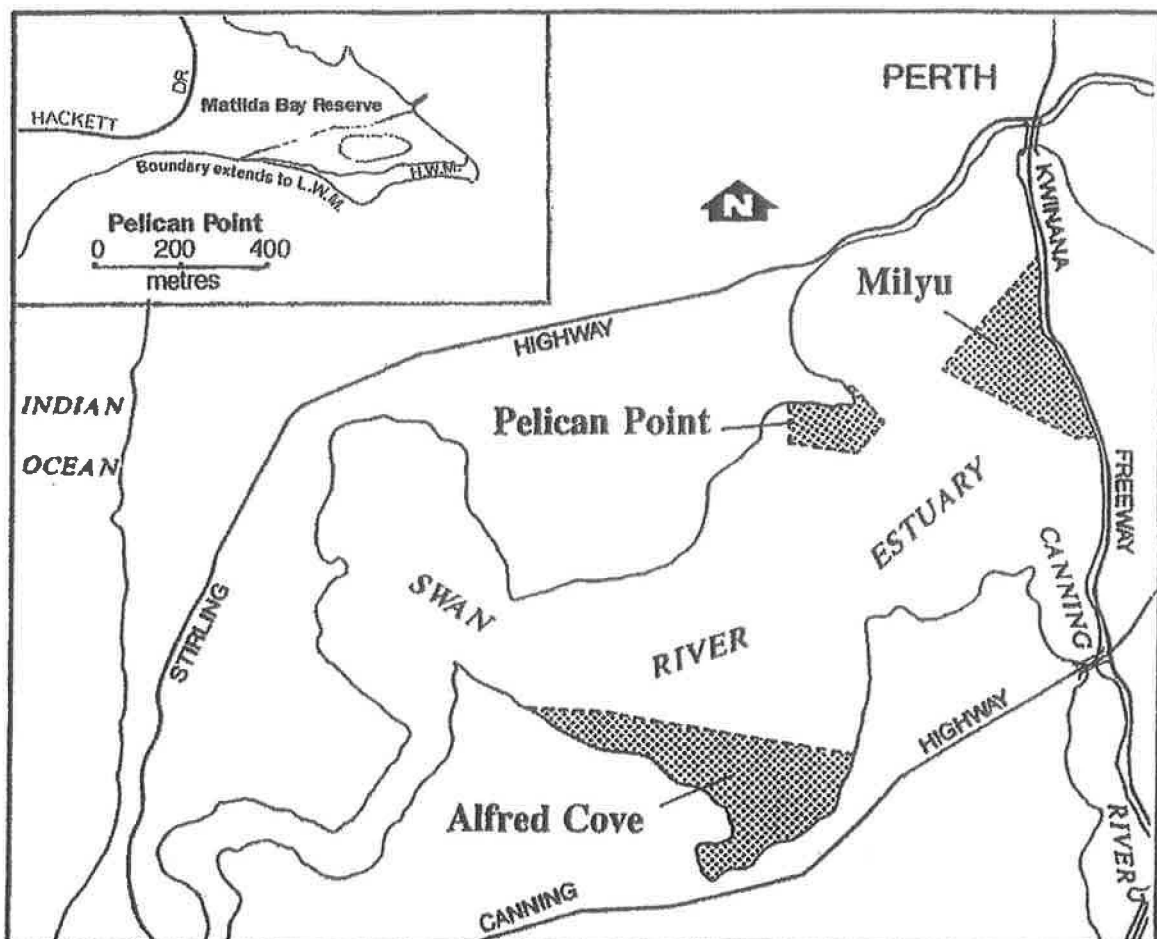 DR
HACKETT
Matilda Bay Reserve
Boundary extends to L.W.M.
H.W.M.
Pelican Point
0 200 400
metres
PERTH
N
KWINANA
FREEWAY
Milyu
STIRLING
HIGHWAY
INDIAN
OCEAN
Pelican Point
SWAN
RIVER
ESTUARY
CANNING
RIVER
Alfred Cove
CANNING
HIGHWAY